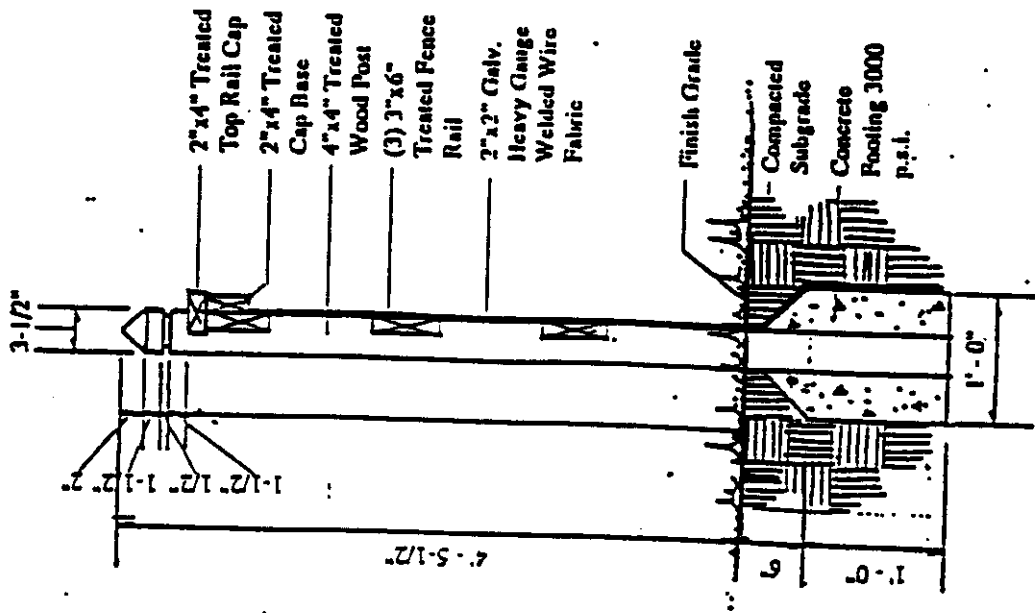 3-1/2"
2"x4" Treated
Top Rail Cap
2"x4" Treated
Cap Base
4"x4" Treated
Wood Post
(3) 3"x6"
Treated Fence
Rail
2"x2" Galv.
Heavy Gauge
Welded Wire
Fabric
Finish Grade
Compacted
Subgrade
Concrete
Footing 3000
p.s.i.
2"
1-1/2"
1/2"
1-1/2"
4'-5-1/2"
6"
1'-0"
1'-0"